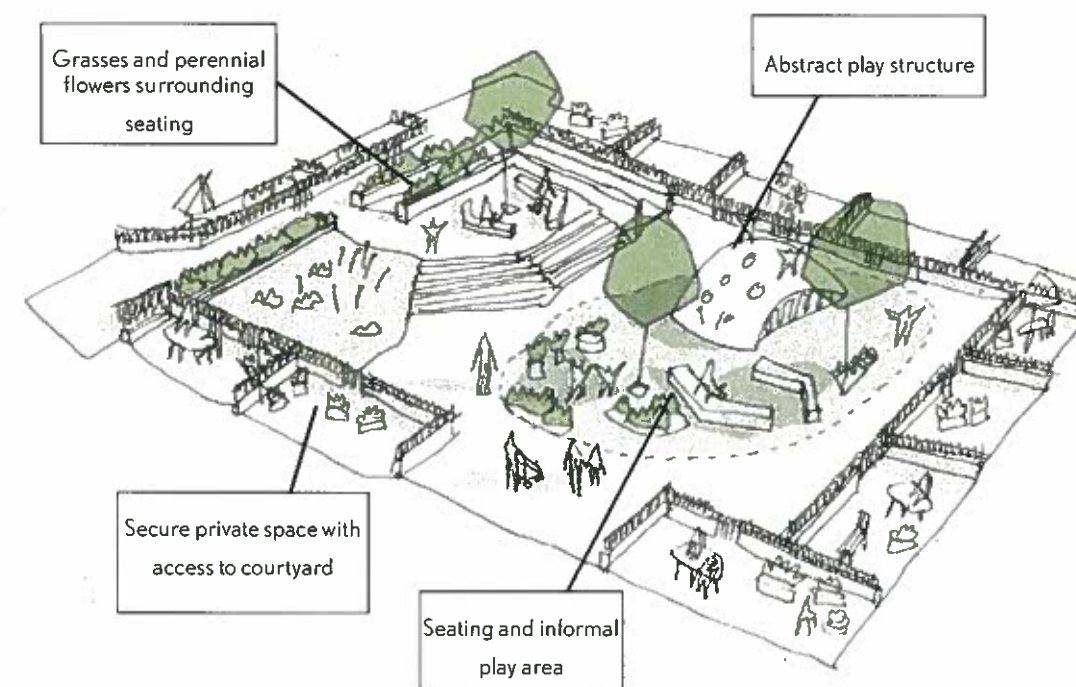 Grasses and perennial
flowers surrounding
seating
Abstract play structure
Secure private space with
access to courtyard
Seating and informal
play area